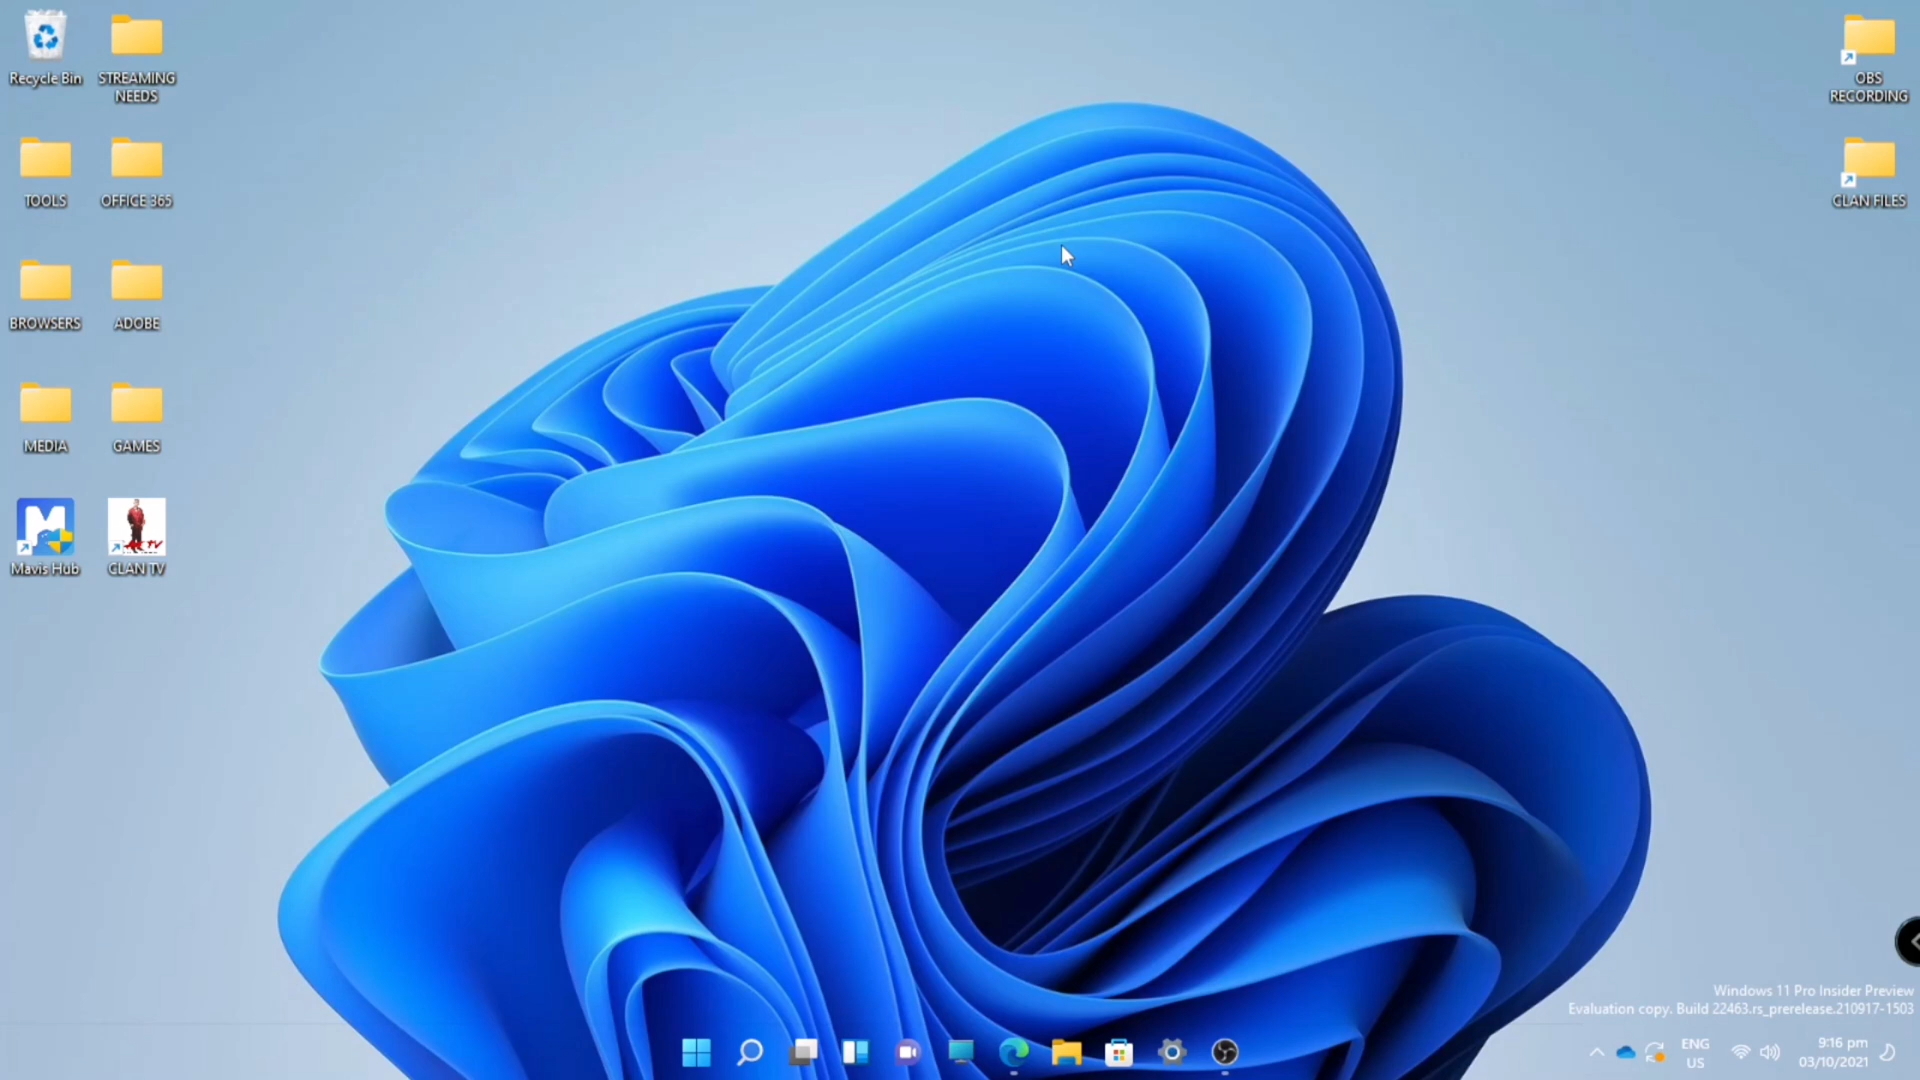 Recycle Bin
STREAMING
NEEDS
OBS
RECORDING
TOOLS
OFFICE 365
CLAN FILES
BROWSERS
ADOBE
MEDIA
GAMES
Mavis Hub
CLAN TV
Windows 11 Pro Insider Preview
Evaluation copy. Build 22463.rs_prerelease.210917-1503
ENG
US
9:16 pm
03/10/2021